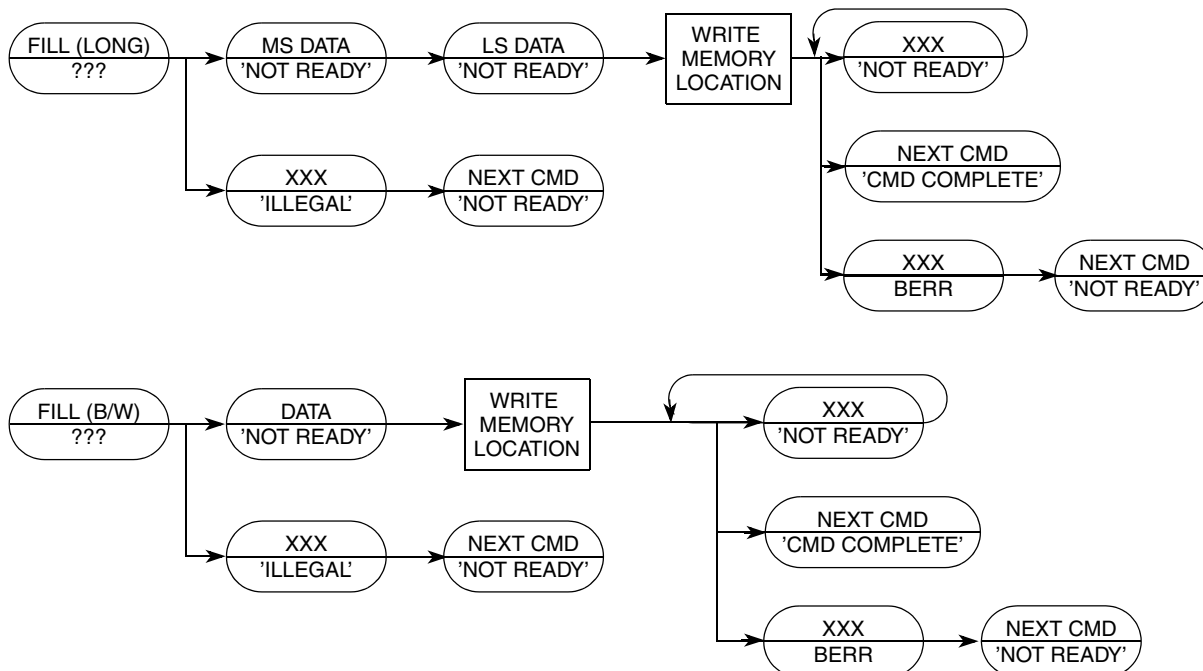 FILL (LONG)
???
MS DATA
'NOT READY'
LS DATA
'NOT READY'
WRITE
MEMORY
LOCATION
XXX
'NOT READY'
XXX
'ILLEGAL'
NEXT CMD
'NOT READY'
NEXT CMD
'CMD COMPLETE'
XXX
BERR
NEXT CMD
'NOT READY'
FILL (B/W)
???
DATA
'NOT READY'
WRITE
MEMORY
LOCATION
XXX
'NOT READY'
XXX
'ILLEGAL'
NEXT CMD
'NOT READY'
NEXT CMD
'CMD COMPLETE'
XXX
BERR
NEXT CMD
'NOT READY'